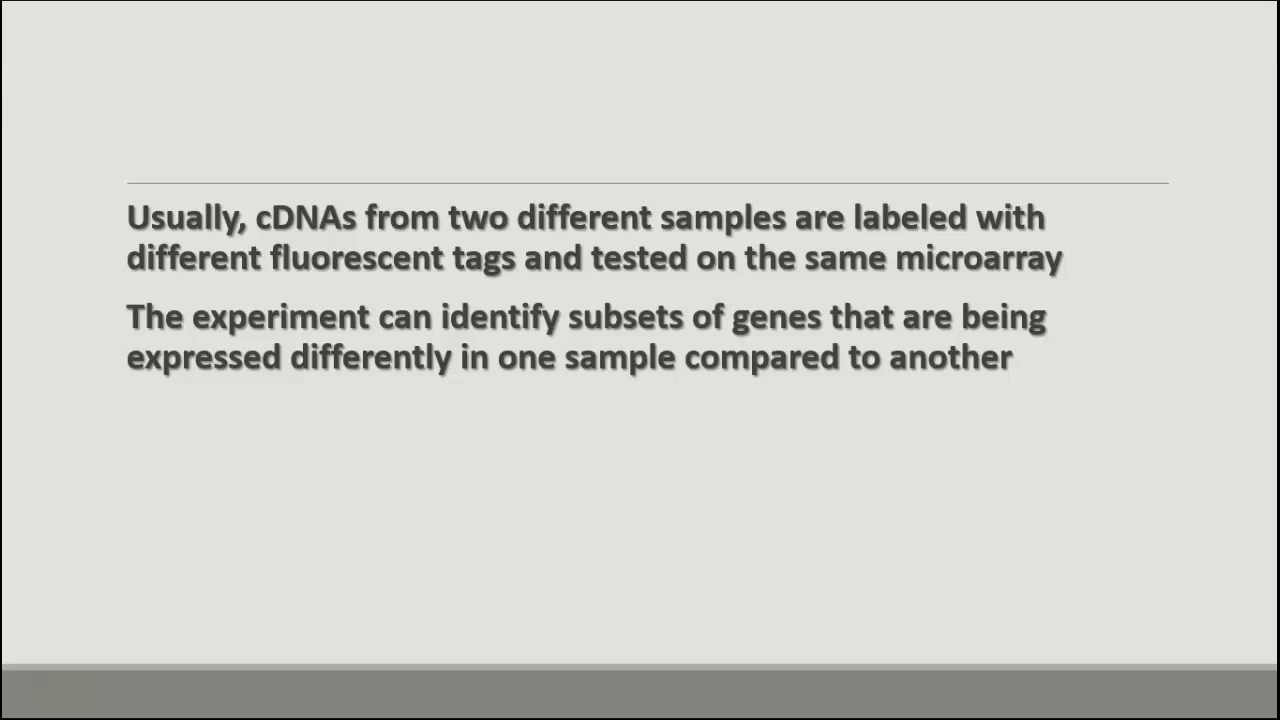 Usually, cDNAs from two different samples are labeled with
different fluorescent tags and tested on the same microarray
The experiment can identify subsets of genes that are being
expressed differently in one sample compared to another